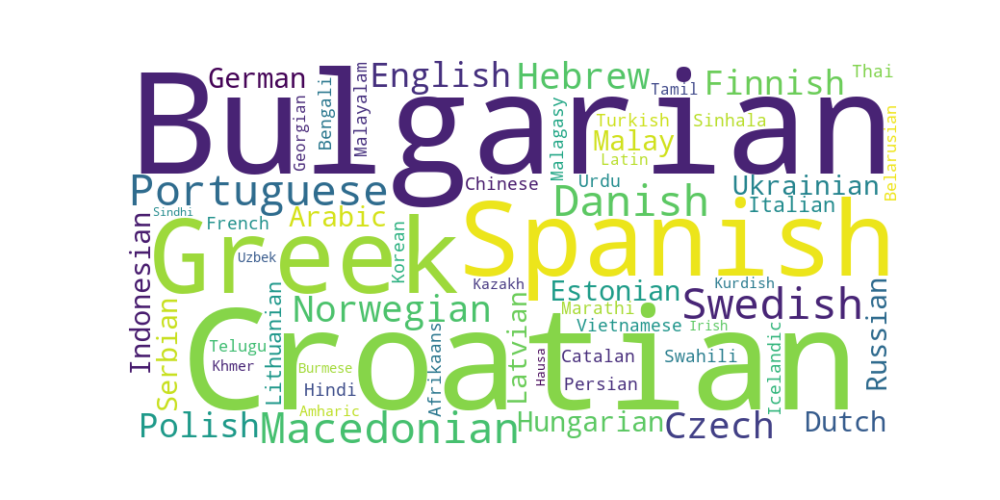 Bulgarian
German
English
Hebrew
Tamil
Finnish
Thai
Georgian
Bengali
Malayalam
Malagasy
Turkish
Sinhala
Malay
Latin
Belarusian
Portuguese
Chinese
Urdu
Danish
Ukrainian
Italian
Sindhi
French
Arabic
Greek
Uzbek
Korean
Spanish
Indonesian
Kazakh
Estonian
Kurdish
Swedish
Russian
Serbian
Lithuanian
Norwegian
Latvian
Marathi
Vietnamese
Irish
Icelandic
Croatian
Telugu
Khmer
Burmese
Hindi
Afrikaans
Hausa
Catalan
Swahili
Persian
Amharic
Polish
Macedonian
Hungarian
Czech
Dutch